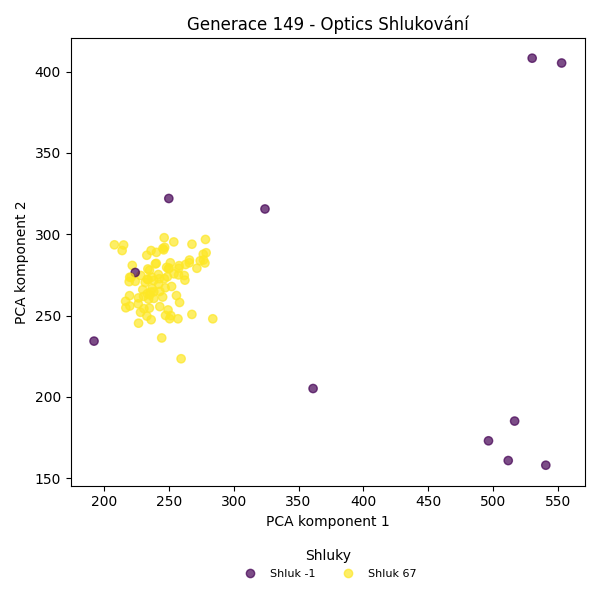 Generace 149 - Optics Shlukování
PCA komponent 2
400
350
300
250
200
150
200
250
300
350
400
450
500
550
PCA komponent 1
Shluky
Shluk -1
Shluk 67